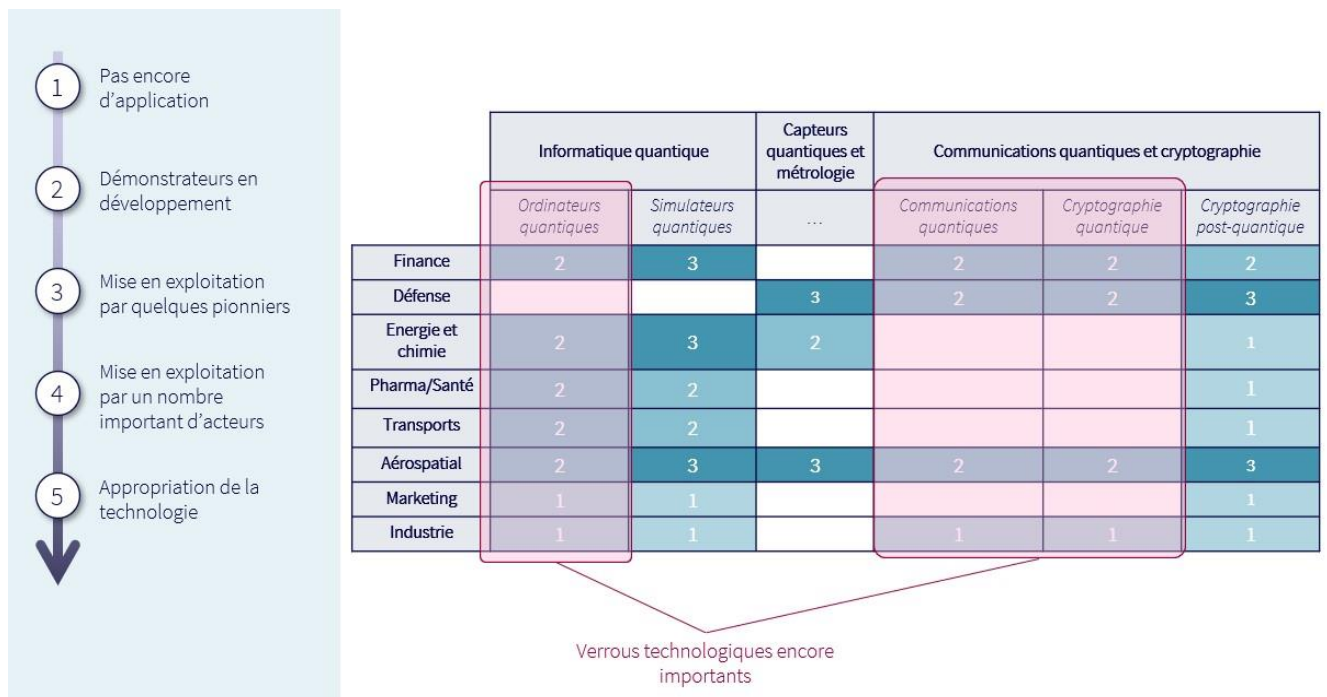 1
Pas encore
d’application
2
Démonstrateurs en
développement
3
Mise en exploitation
par quelques pionniers
4
Mise en exploitation
par un nombre
important d’acteurs
5
Appropriation de la
technologie
Informatique quantique
Capteurs
quantiques et
métrologie
Communications quantiques et cryptographie
Ordinateurs
quantiques
Simulateurs
quantiques
...
Communications
quantiques
Cryptographie
quantique
Cryptographie
post-quantique
Finance 2 3 2 2 2
Défense 3 2 2 3
Energie et
chimie
2 3 2 1
Pharma/Santé 2 2 1
Transports 2 2 1
Aérospatial 2 3 3 2 2 3
Marketing 1 1 1
Industrie 1 1 1 1 1
Verrous technologiques encore
importants